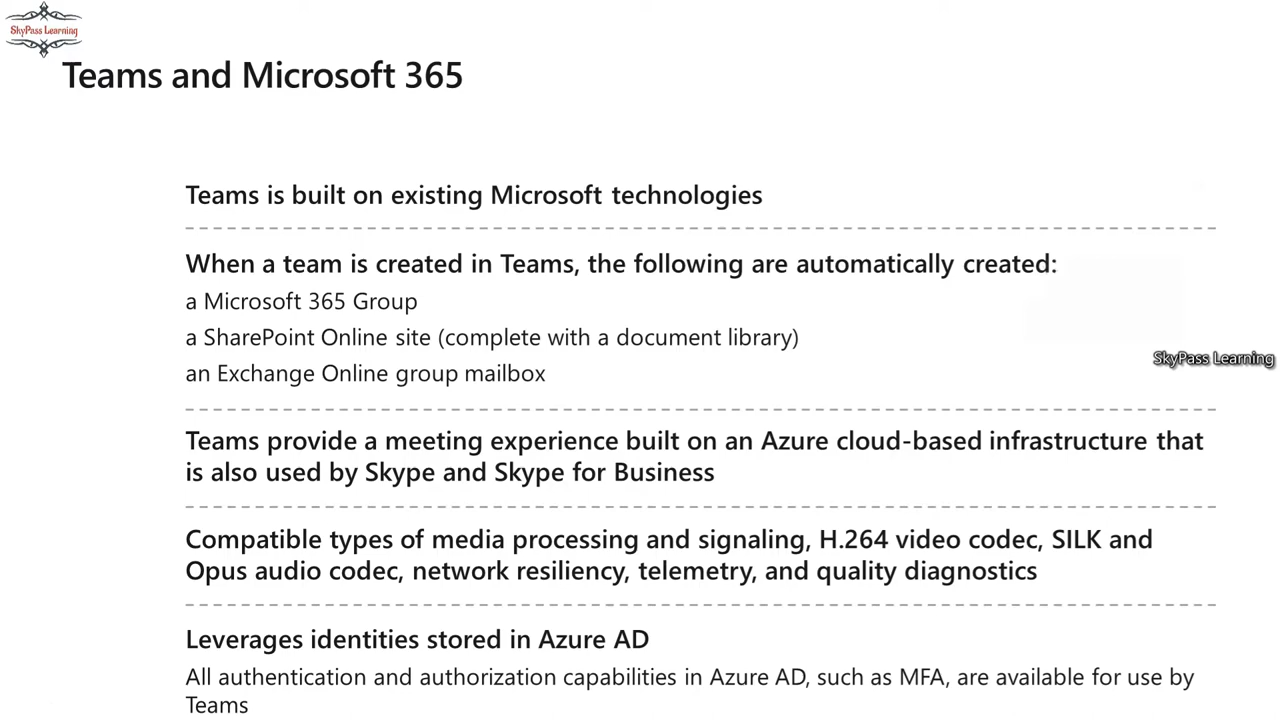 SkyPass Learning
Teams and Microsoft 365
Teams is built on existing Microsoft technologies
When a team is created in Teams, the following are automatically created:
a Microsoft 365 Group
a SharePoint Online site (complete with a document library)
an Exchange Online group mailbox
SkyPass Learning
Teams provide a meeting experience built on an Azure cloud-based infrastructure that
is also used by Skype and Skype for Business
Compatible types of media processing and signaling, H.264 video codec, SILK and
Opus audio codec, network resiliency, telemetry, and quality diagnostics
Leverages identities stored in Azure AD
All authentication and authorization capabilities in Azure AD, such as MFA, are available for use by
Teams